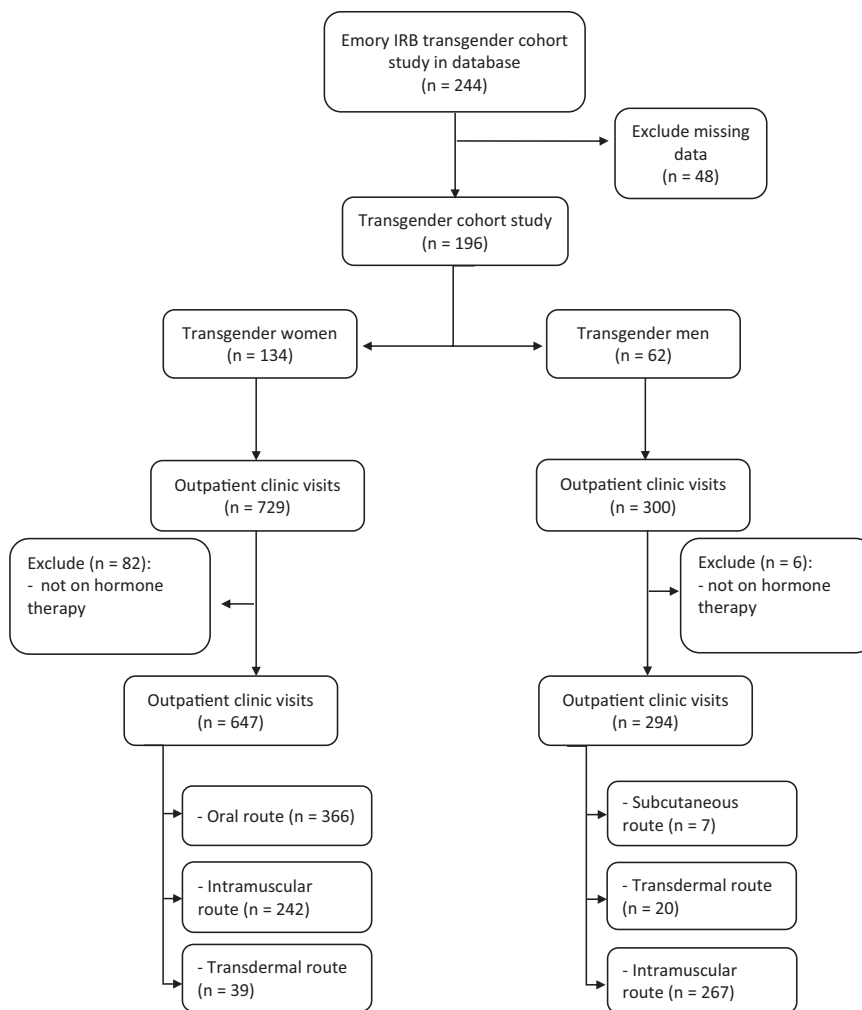 Emory IRB transgender cohort
study in database
(n = 244)
Exclude missing
data
(n = 48)
Transgender cohort study
(n = 196)
Transgender women
(n = 134)
Transgender men
(n = 62)
Outpatient clinic visits
(n = 729)
Outpatient clinic visits
(n = 300)
Exclude (n = 82):
- not on hormone
therapy
Exclude (n = 6):
- not on hormone
therapy
Outpatient clinic visits
(n = 647)
Outpatient clinic visits
(n = 294)
- Oral route (n = 366)
- Intramuscular
route (n = 242)
- Transdermal route
(n = 39)
- Subcutaneous
route (n = 7)
- Transdermal route
(n = 20)
- Intramuscular
route (n = 267)